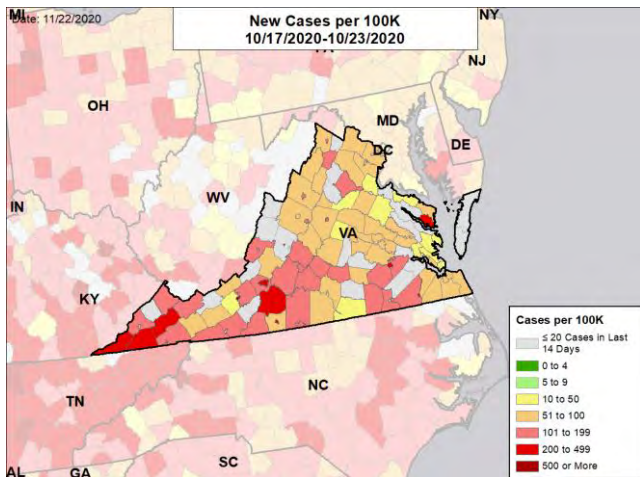 MI
Date: 11/22/2020
New Cases per 100K
10/17/2020-10/23/2020
NY
PA
NJ
OH
MD
DE
DC
WV
IN
VA
KY
NC
TN
SC
AL
GA
Cases per 100K
≤ 20 Cases in Last
14 Days
0 to 4
5 to 9
10 to 50
51 to 100
101 to 199
200 to 499
500 or More